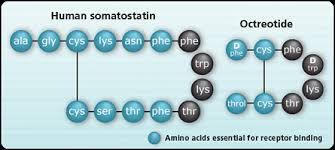 Human somatostatin
Octreotide
ala gly cys lys asn phe phe
trp
lys
cys ser thr phe thr
D phe cys phe
D trp
lys
throl cys thr
Amino acids essential for receptor binding